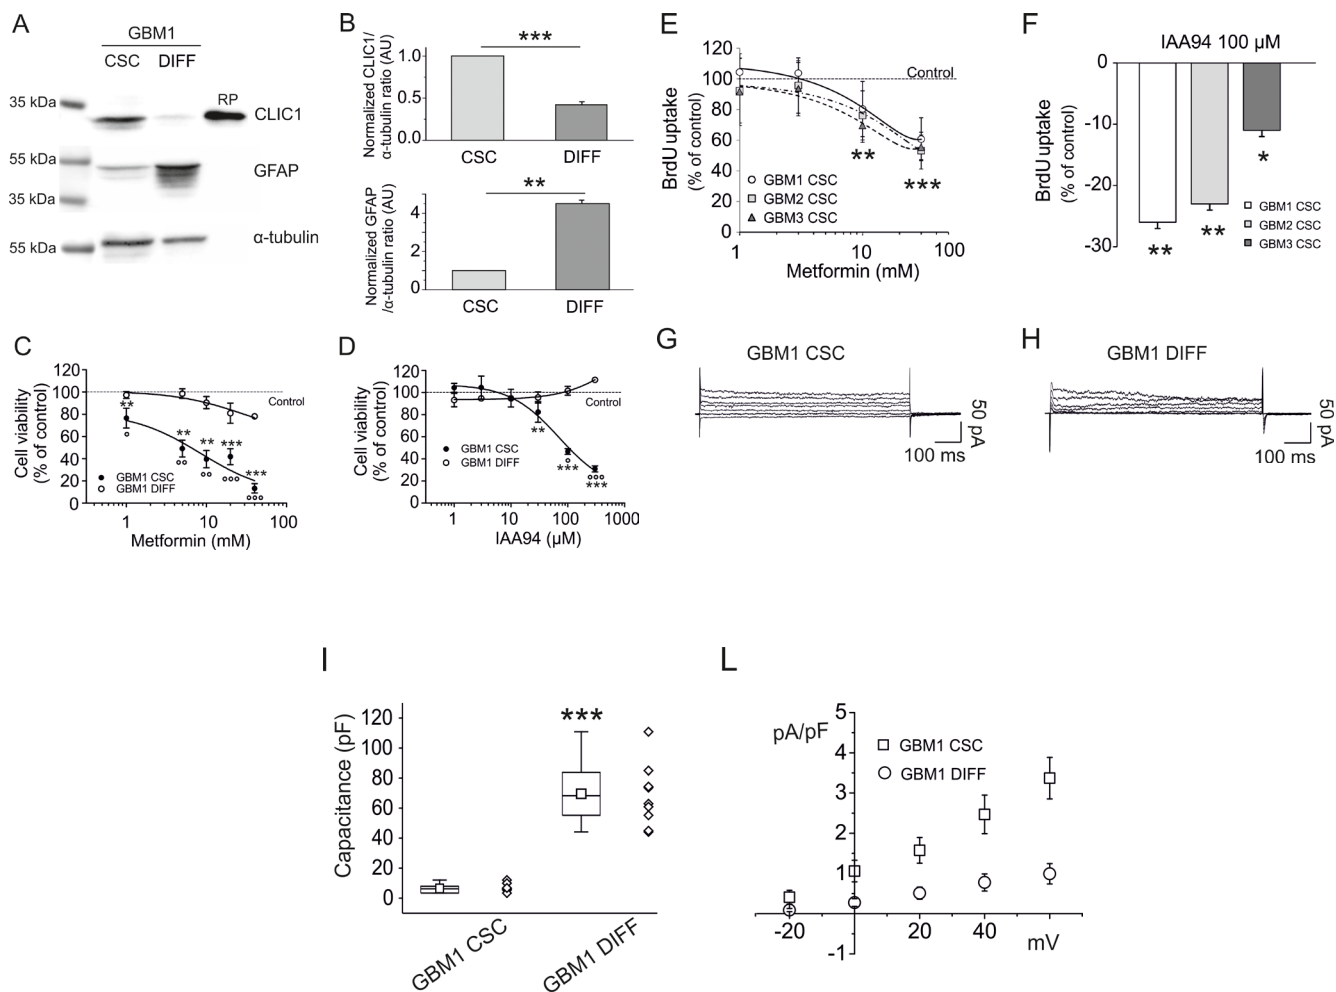 A
GBM1
CSC DIFF
35 kDa
RP
CLIC1
55 kDa
GFAP
35 kDa
α-tubulin
55 kDa
B
Normalized CLIC1/
α-tubulin ratio (AU)
***
1.0
0.5
0.0
CSC DIFF
Normalized GFAP
/α-tubulin ratio (AU)
**
4
2
0
CSC DIFF
E
BrdU uptake
(% of control)
120
100
80
60
40
20
0
Control
**
***
GBM1 CSC
GBM2 CSC
GBM3 CSC
1 10 100
Metformin (mM)
F
IAA94 100 µM
BrdU uptake
(% of control)
0
-10
-20
-30
**
**
*
GBM1 CSC
GBM2 CSC
GBM3 CSC
C
Cell viability
(% of control)
120
100
80
60
40
20
0
Control
**
**
**
***
***
GBM1 CSC
GBM1 DIFF
1 10 100
Metformin (mM)
D
Cell viability
(% of control)
120
100
80
60
40
20
0
Control
**
***
***
GBM1 CSC
GBM1 DIFF
1 10 100 1000
IAA94 (µM)
G
GBM1 CSC
50 pA
100 ms
H
GBM1 DIFF
50 pA
100 ms
I
Capacitance (pF)
120
100
80
60
40
20
0
***
GBM1 CSC
GBM1 DIFF
L
pA/pF
5
4
3
2
1
-1
GBM1 CSC
GBM1 DIFF
-20 20 40 mV